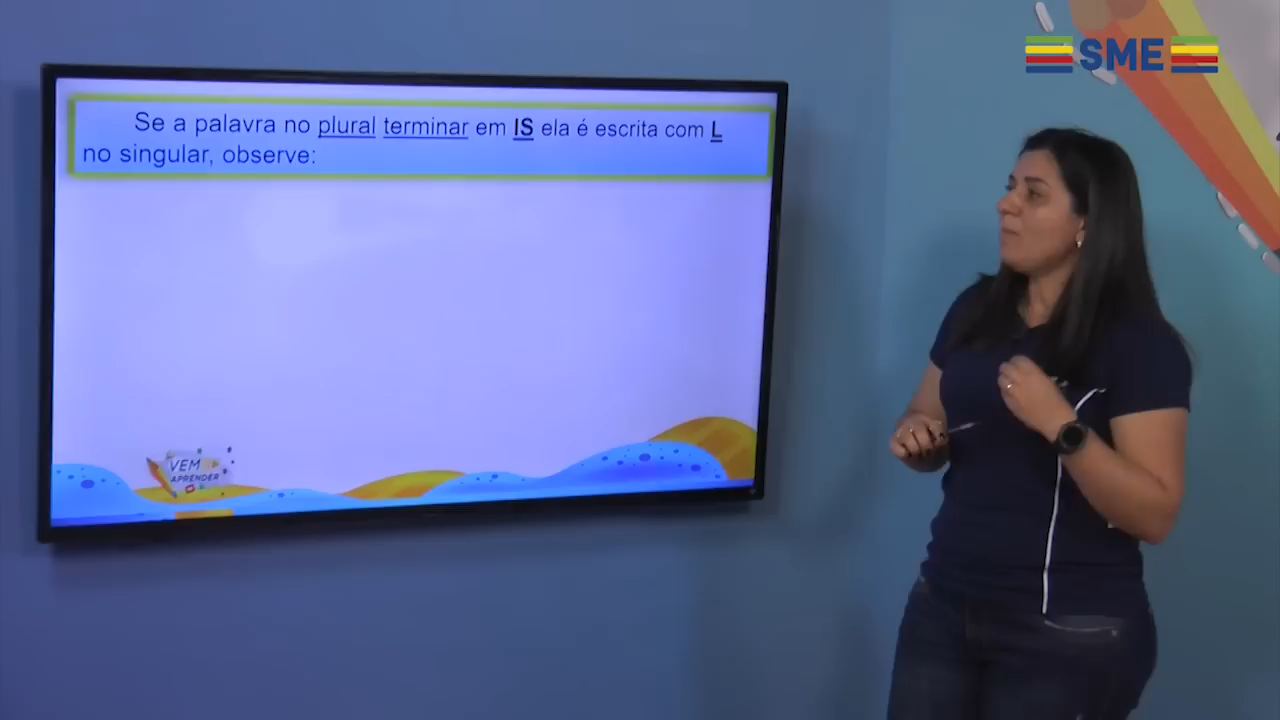 SME
Se a palavra no plural terminar em IS ela é escrita com L
no singular, observe:
VEM
APRENDER